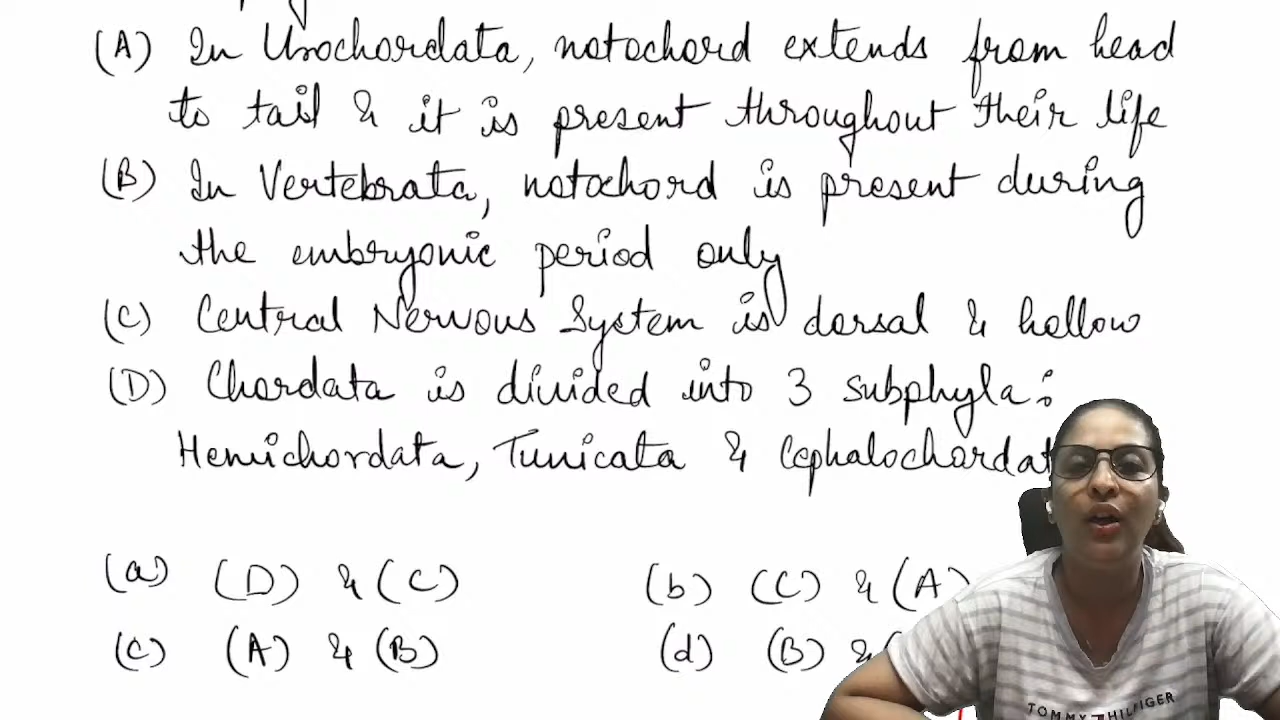 (A) In Urochordata, notochord extends from head
to tail & it is present throughout their life
(B) In Vertebrata, notochord is present during
the embryonic period only
(C) Central Nervous System is dorsal & hollow
(D) Chordata is divided into 3 subphyla:
Hemichordata, Tunicata & Cephalochordat
(a) (D) & (C)
(b) (C) & (A)
(c) (A) & (B)
(d) (B) & (
TOMMY HILFIGER